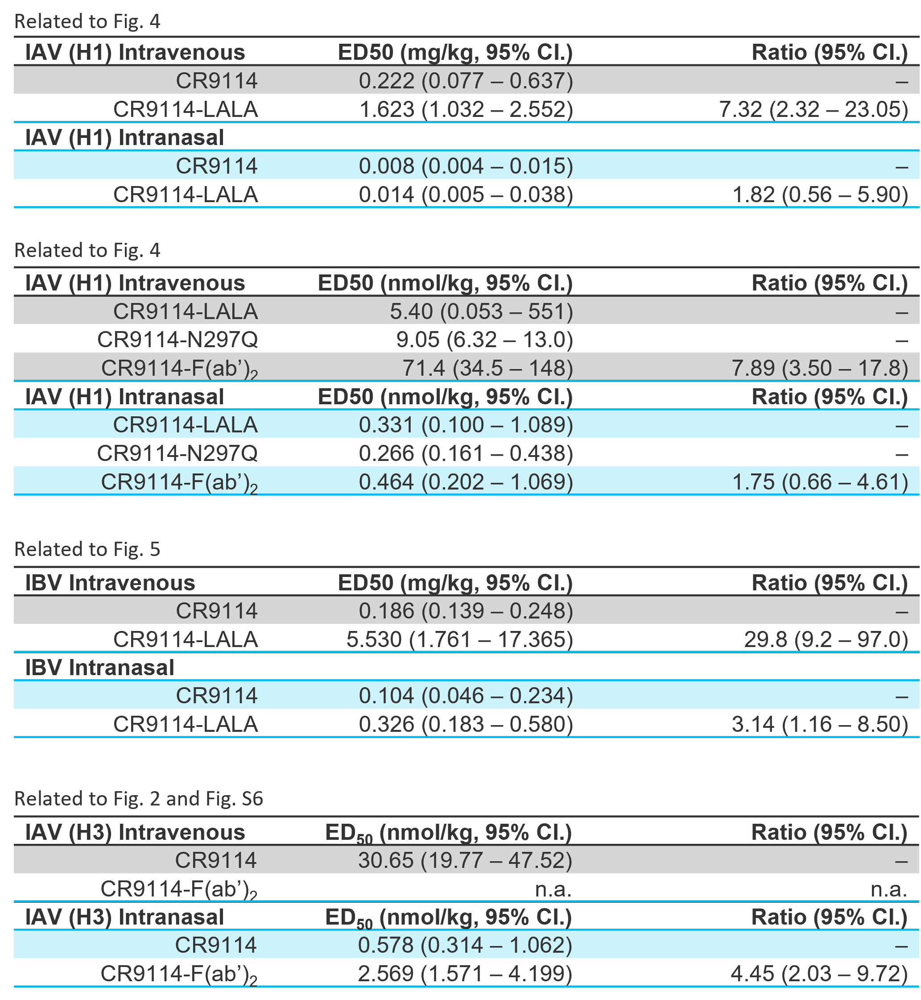 Related to Fig. 4
IAV (H1) Intravenous ED50 (mg/kg, 95% CI.) Ratio (95% CI.)
CR9114 0.222 (0.077 – 0.637) –
CR9114-LALA 1.623 (1.032 – 2.552) 7.32 (2.32 – 23.05)
IAV (H1) Intranasal
CR9114 0.008 (0.004 – 0.015) –
CR9114-LALA 0.014 (0.005 – 0.038) 1.82 (0.56 – 5.90)
Related to Fig. 4
IAV (H1) Intravenous ED50 (nmol/kg, 95% CI.) Ratio (95% CI.)
CR9114-LALA 5.40 (0.053 – 551) –
CR9114-N297Q 9.05 (6.32 – 13.0) –
CR9114-F(ab’)₂ 71.4 (34.5 – 148) 7.89 (3.50 – 17.8)
IAV (H1) Intranasal ED50 (nmol/kg, 95% CI.) Ratio (95% CI.)
CR9114-LALA 0.331 (0.100 – 1.089) –
CR9114-N297Q 0.266 (0.161 – 0.438) –
CR9114-F(ab’)₂ 0.464 (0.202 – 1.069) 1.75 (0.66 – 4.61)
Related to Fig. 5
IBV Intravenous ED50 (mg/kg, 95% CI.) Ratio (95% CI.)
CR9114 0.186 (0.139 – 0.248) –
CR9114-LALA 5.530 (1.761 – 17.365) 29.8 (9.2 – 97.0)
IBV Intranasal
CR9114 0.104 (0.046 – 0.234) –
CR9114-LALA 0.326 (0.183 – 0.580) 3.14 (1.16 – 8.50)
Related to Fig. 2 and Fig. S6
IAV (H3) Intravenous ED₅₀ (nmol/kg, 95% CI.) Ratio (95% CI.)
CR9114 30.65 (19.77 – 47.52) –
CR9114-F(ab’)₂ n.a. n.a.
IAV (H3) Intranasal ED₅₀ (nmol/kg, 95% CI.) Ratio (95% CI.)
CR9114 0.578 (0.314 – 1.062) –
CR9114-F(ab’)₂ 2.569 (1.571 – 4.199) 4.45 (2.03 – 9.72)